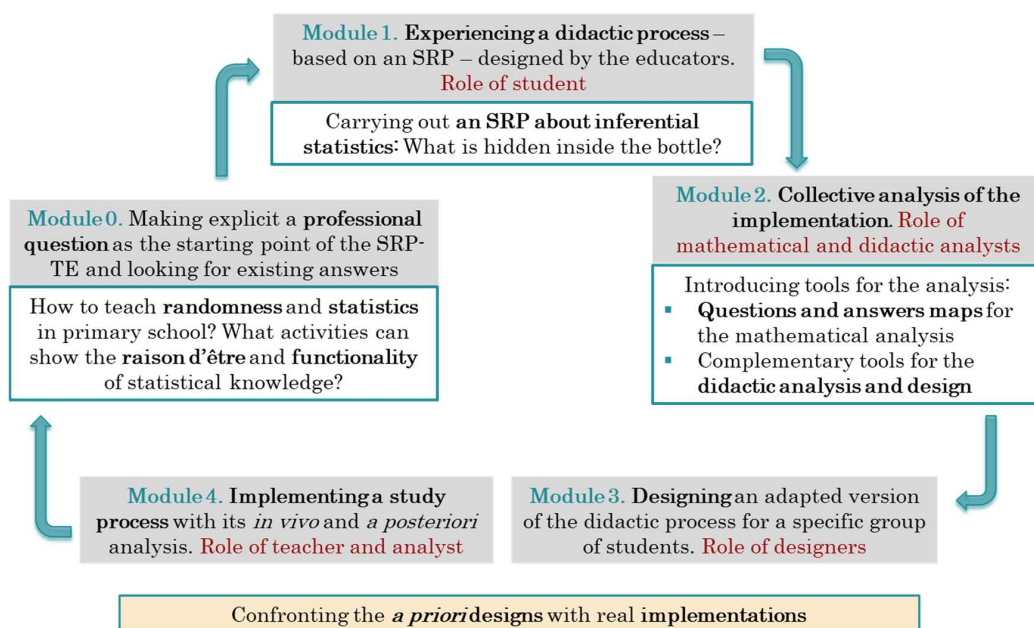 Module 1. Experiencing a didactic process –
based on an SRP – designed by the educators.
Role of student
Carrying out an SRP about inferential
statistics: What is hidden inside the bottle?
Module 0. Making explicit a professional
question as the starting point of the SRP-
TE and looking for existing answers
How to teach randomness and statistics
in primary school? What activities can
show the raison d'être and functionality
of statistical knowledge?
Module 2. Collective analysis of the
implementation. Role of
mathematical and didactic analysts
Introducing tools for the analysis:
▪ Questions and answers maps for
the mathematical analysis
▪ Complementary tools for the
didactic analysis and design
Module 4. Implementing a study
process with its in vivo and a posteriori
analysis. Role of teacher and analyst
Module 3. Designing an adapted version
of the didactic process for a specific group
of students. Role of designers
Confronting the a priori designs with real implementations